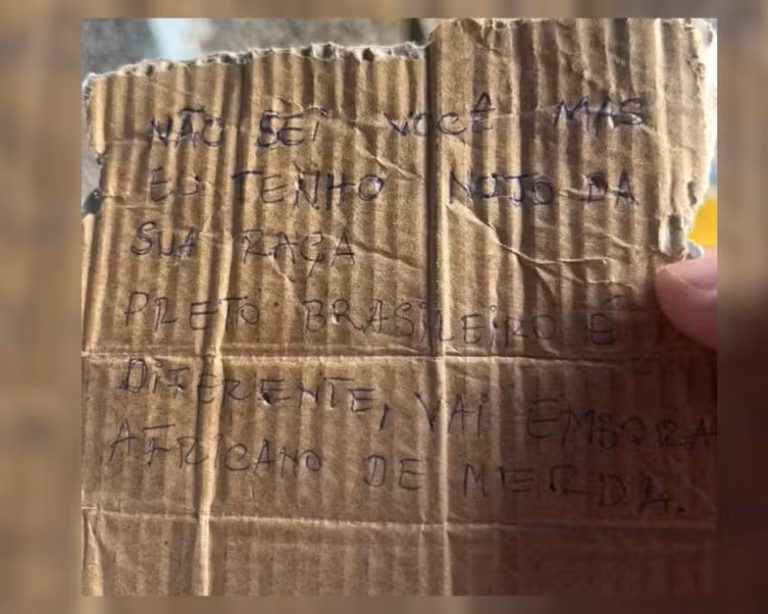 NÃO SEI VOCÊ MAS
EU TENHO NOJO DA
SUA RAÇA
PRETO BRASILEIRO É
DIFERENTE, VAI EMBORA
AFRICANO DE MERDA.